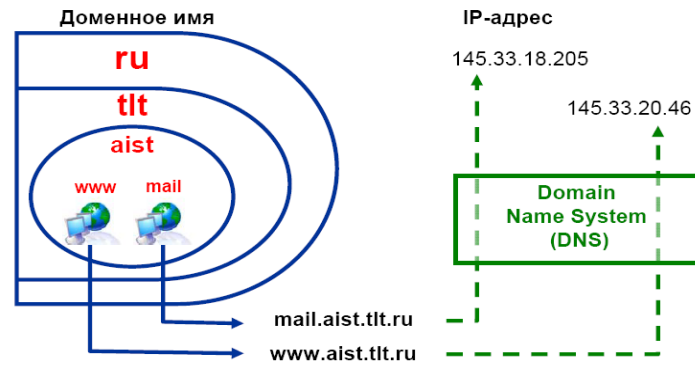 Доменное имя
IP-адрес
ru
145.33.18.205
tlt
145.33.20.46
aist
www
mail
Domain
Name System
(DNS)
mail.aist.tlt.ru
www.aist.tlt.ru